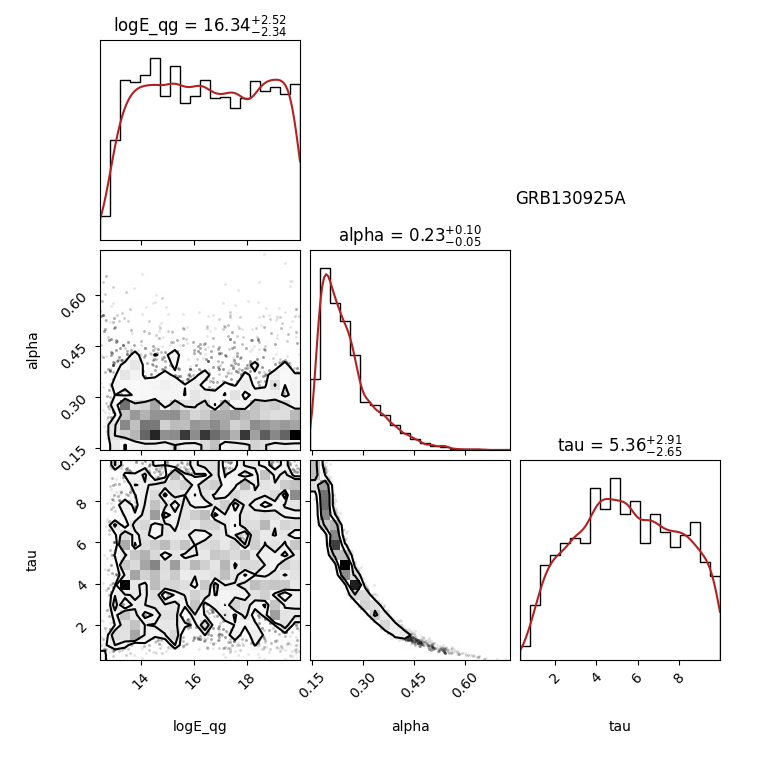 logE_qg = 16.34+2.52−2.34
GRB130925A
alpha = 0.23+0.10−0.05
alpha
0.60
0.45
0.30
0.15
tau = 5.36+2.91−2.65
tau
8
6
4
2
14 16 18
0.15 0.30 0.45 0.60
2 4 6 8
logE_qg alpha tau